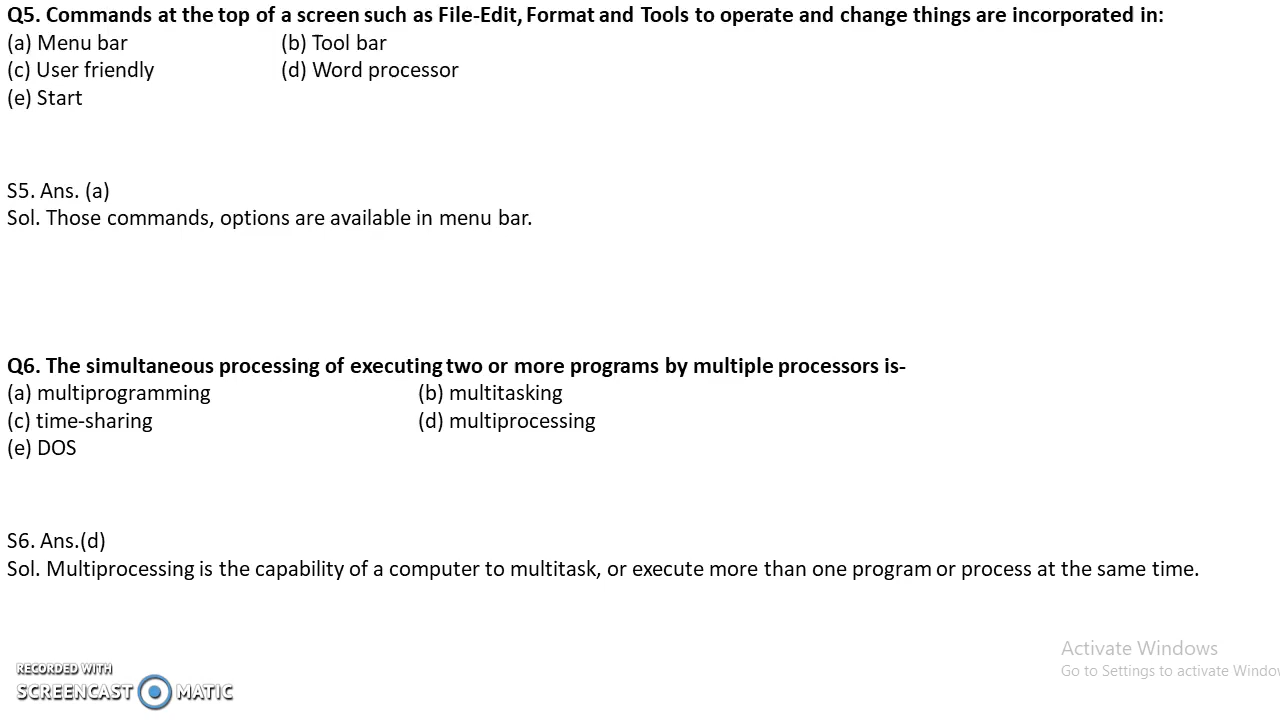 Q5. Commands at the top of a screen such as File-Edit, Format and Tools to operate and change things are incorporated in:
(a) Menu bar (b) Tool bar
(c) User friendly (d) Word processor
(e) Start
S5. Ans. (a)
Sol. Those commands, options are available in menu bar.
Q6. The simultaneous processing of executing two or more programs by multiple processors is-
(a) multiprogramming (b) multitasking
(c) time-sharing (d) multiprocessing
(e) DOS
S6. Ans.(d)
Sol. Multiprocessing is the capability of a computer to multitask, or execute more than one program or process at the same time.
Activate Windows
Go to Settings to activate Windo
RECORDED WITH
SCREENCAST MATIC